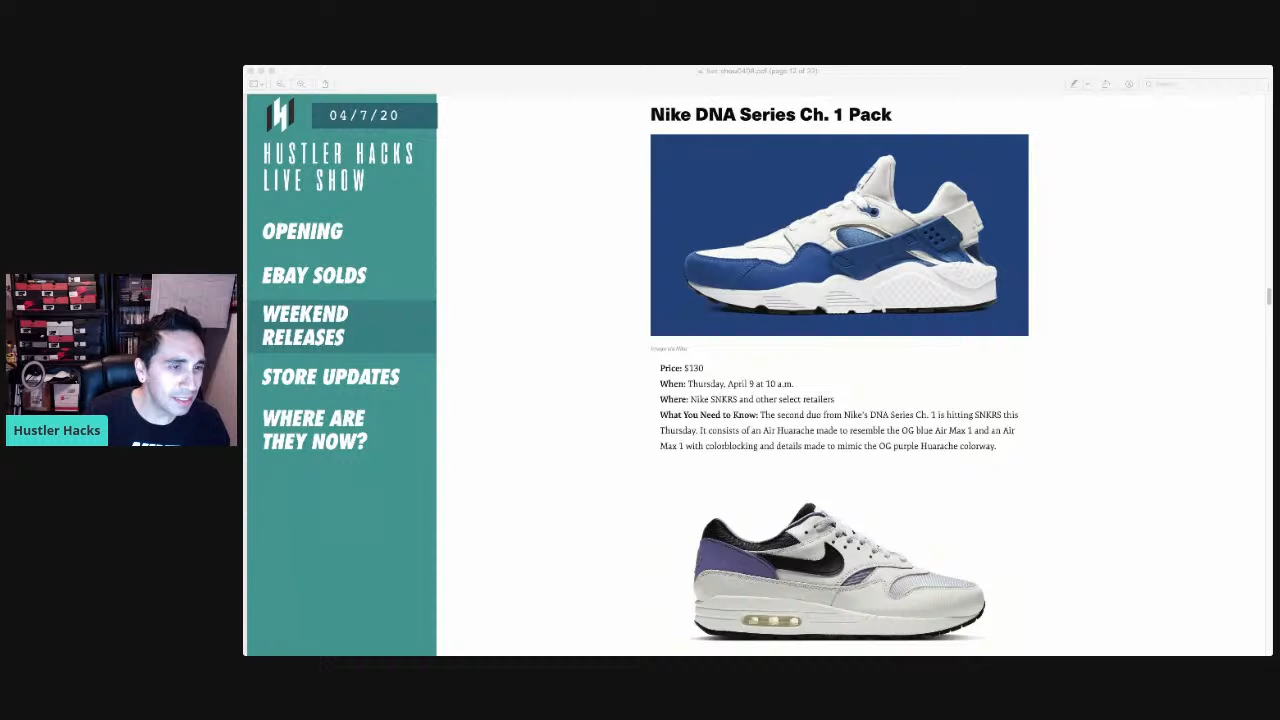 04/7/20
HUSTLER HACKS
LIVE SHOW
OPENING
EBAY SOLDS
WEEKEND
RELEASES
STORE UPDATES
WHERE ARE
THEY NOW?
Hustler Hacks
Nike DNA Series Ch. 1 Pack
Image via Nike
Price: $130
When: Thursday, April 9 at 10 a.m.
Where: Nike SNKRS and other select retailers
What You Need to Know: The second duo from Nike's DNA Series Ch. 1 is hitting SNKRS this
Thursday. It consists of an Air Huarache made to resemble the OG blue Air Max 1 and an Air
Max 1 with colorblocking and details made to mimic the OG purple Huarache colorway.